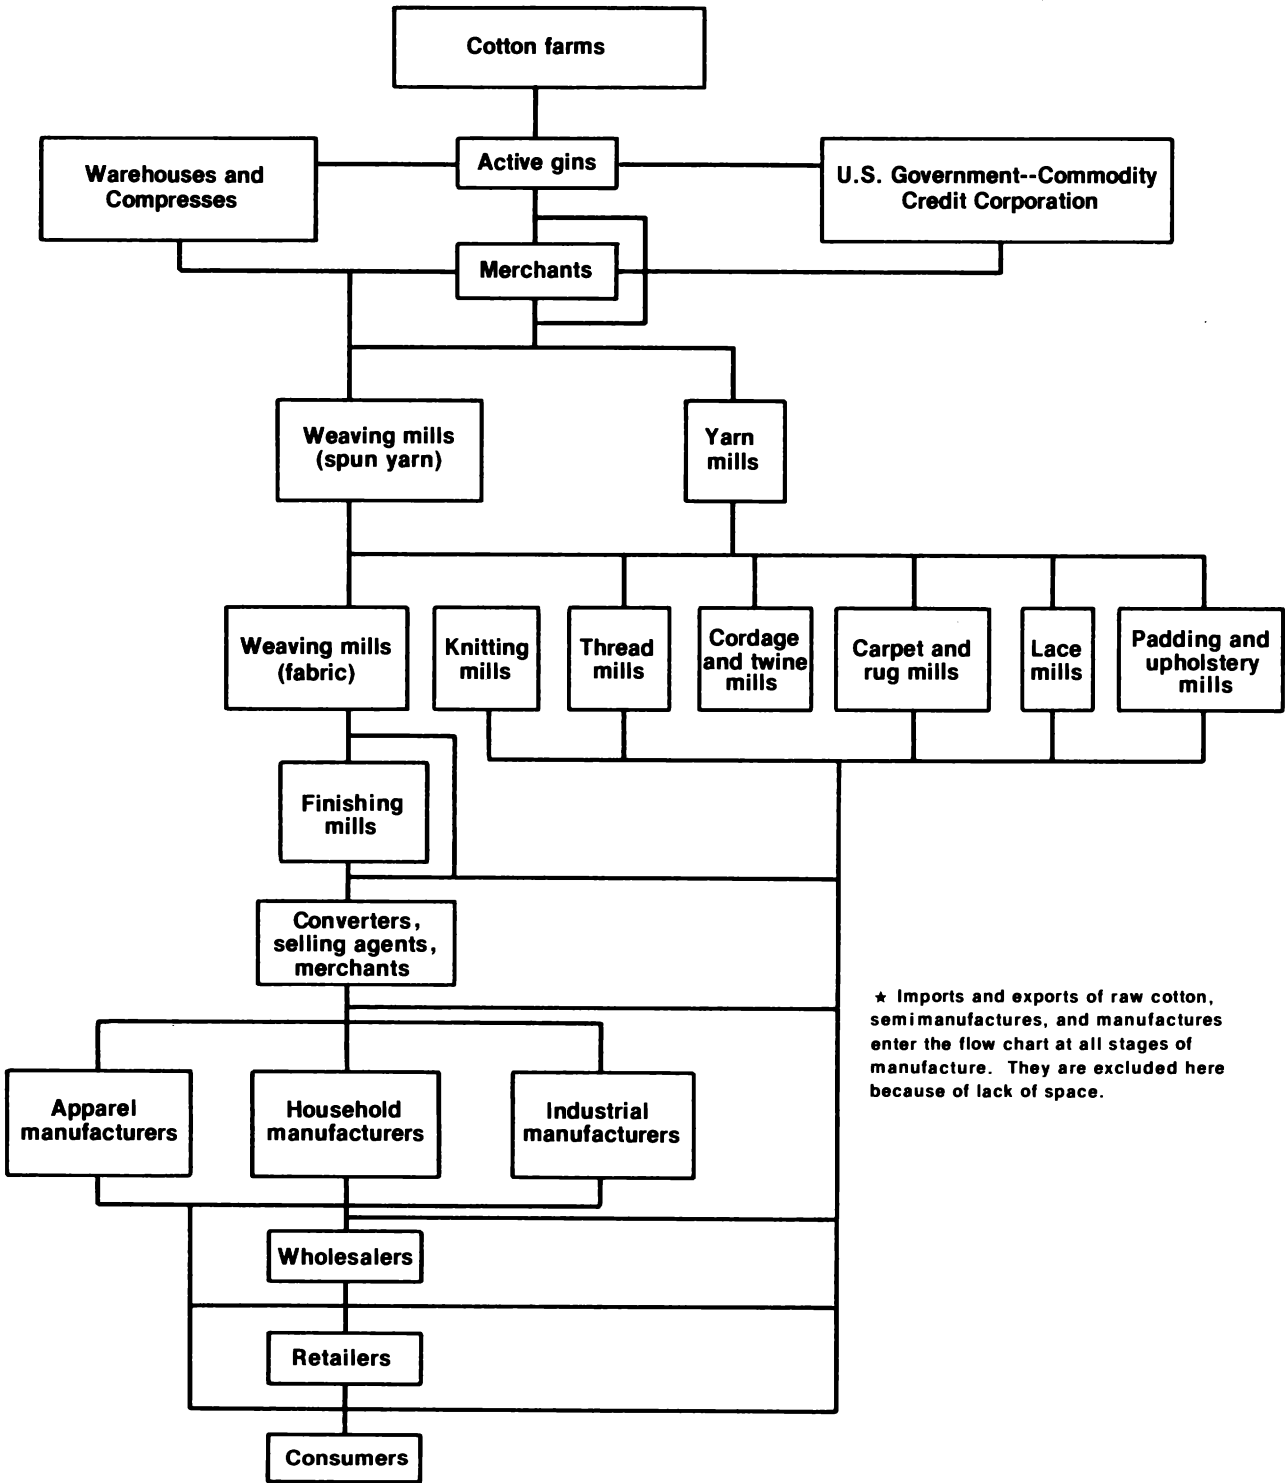 Cotton farms
Warehouses and
Compresses
Active gins
U.S. Government--Commodity
Credit Corporation
Merchants
Weaving mills
(spun yarn)
Yarn
mills
Weaving mills
(fabric)
Knitting
mills
Thread
mills
Cordage
and twine
mills
Carpet and
rug mills
Lace
mills
Padding and
upholstery
mills
Finishing
mills
Converters,
selling agents,
merchants
★ Imports and exports of raw cotton,
semimanufactures, and manufactures
enter the flow chart at all stages of
manufacture. They are excluded here
because of lack of space.
Apparel
manufacturers
Household
manufacturers
Industrial
manufacturers
Wholesalers
Retailers
Consumers